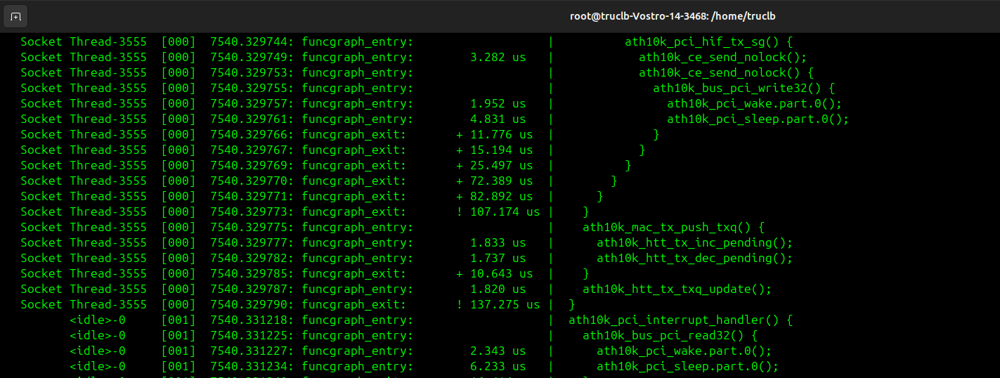 root@truclb-Vostro-14-3468: /home/truclb
Socket Thread-3555 [000] 7540.329744: funcgraph_entry: | ath10k_pci_hif_tx_sg() {
Socket Thread-3555 [000] 7540.329749: funcgraph_entry: 3.282 us | ath10k_ce_send_nolock();
Socket Thread-3555 [000] 7540.329753: funcgraph_entry: | ath10k_ce_send_nolock() {
Socket Thread-3555 [000] 7540.329755: funcgraph_entry: | ath10k_bus_pci_write32() {
Socket Thread-3555 [000] 7540.329757: funcgraph_entry: 1.952 us | ath10k_pci_wake.part.0();
Socket Thread-3555 [000] 7540.329761: funcgraph_entry: 4.831 us | ath10k_pci_sleep.part.0();
Socket Thread-3555 [000] 7540.329766: funcgraph_exit: + 11.776 us | }
Socket Thread-3555 [000] 7540.329767: funcgraph_exit: + 15.194 us | }
Socket Thread-3555 [000] 7540.329769: funcgraph_exit: + 25.497 us | }
Socket Thread-3555 [000] 7540.329770: funcgraph_exit: + 72.389 us | }
Socket Thread-3555 [000] 7540.329771: funcgraph_exit: + 82.892 us | }
Socket Thread-3555 [000] 7540.329773: funcgraph_exit: ! 107.174 us | }
Socket Thread-3555 [000] 7540.329775: funcgraph_entry: | ath10k_mac_tx_push_txq() {
Socket Thread-3555 [000] 7540.329777: funcgraph_entry: 1.833 us | ath10k_htt_tx_inc_pending();
Socket Thread-3555 [000] 7540.329782: funcgraph_entry: 1.737 us | ath10k_htt_tx_dec_pending();
Socket Thread-3555 [000] 7540.329785: funcgraph_exit: + 10.643 us | }
Socket Thread-3555 [000] 7540.329787: funcgraph_entry: 1.820 us | ath10k_htt_tx_txq_update();
Socket Thread-3555 [000] 7540.329790: funcgraph_exit: ! 137.275 us | }
<idle>-0 [001] 7540.331218: funcgraph_entry: | ath10k_pci_interrupt_handler() {
<idle>-0 [001] 7540.331225: funcgraph_entry: | ath10k_bus_pci_read32() {
<idle>-0 [001] 7540.331227: funcgraph_entry: 2.343 us | ath10k_pci_wake.part.0();
<idle>-0 [001] 7540.331234: funcgraph_entry: 6.233 us | ath10k_pci_sleep.part.0();